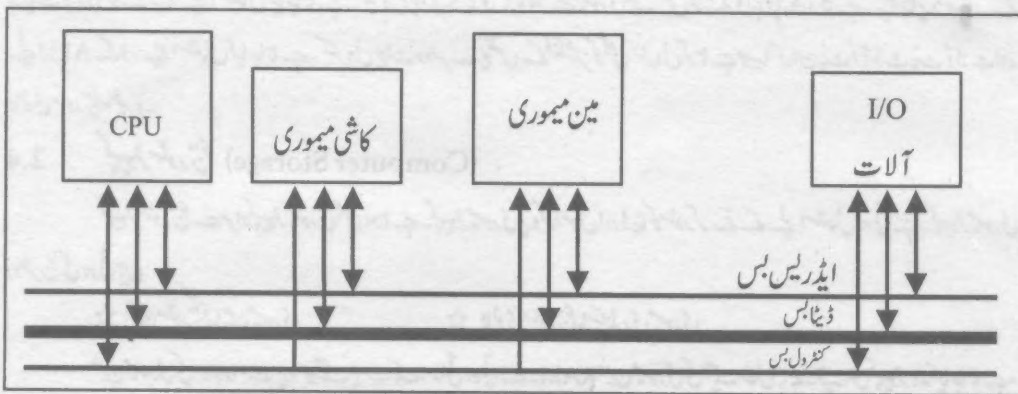 CPU
کاشی میموری
مین میموری
I/O
آلات
ایڈریس بس
ڈیٹا بس
کنٹرول بس